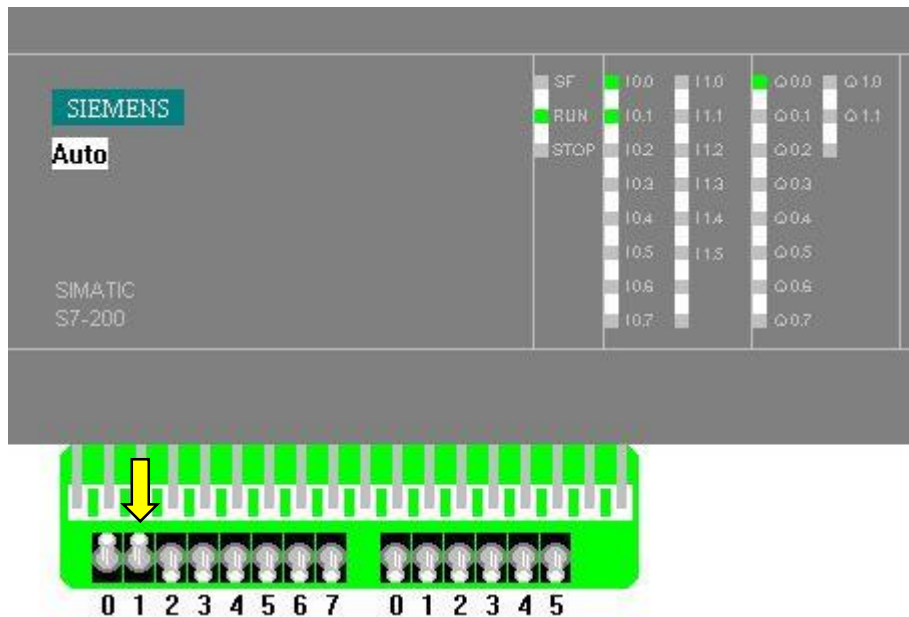 SIEMENS
Auto
SIMATIC
S7-200
SF I0.0 I1.0 Q0.0 Q1.0
RUN I0.1 I1.1 Q0.1 Q1.1
STOP I0.2 I1.2 Q0.2
I0.3 I1.3 Q0.3
I0.4 I1.4 Q0.4
I0.5 I1.5 Q0.5
I0.6 Q0.6
I0.7 Q0.7
0 1 2 3 4 5 6 7 0 1 2 3 4 5